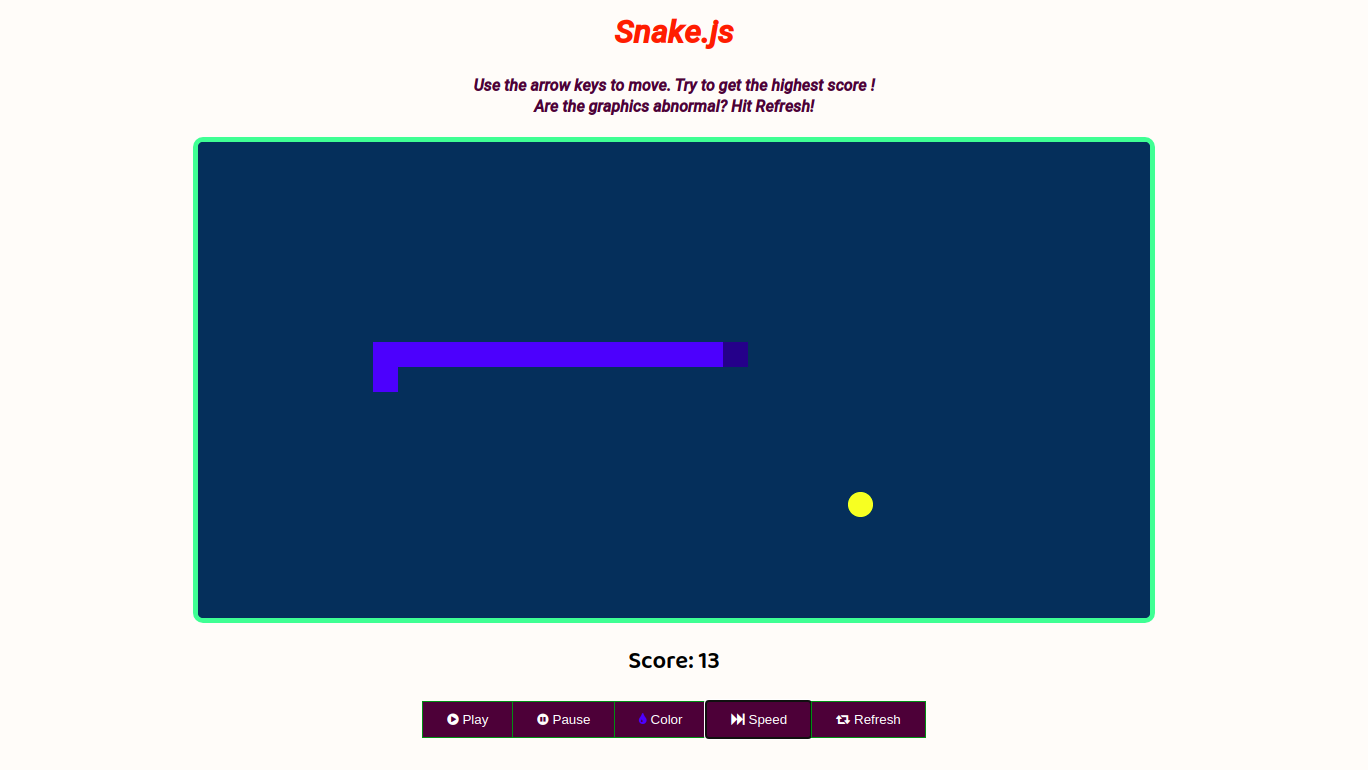 Snake.js
Use the arrow keys to move. Try to get the highest score !
Are the graphics abnormal? Hit Refresh!
Score: 13
Play Pause Color Speed Refresh